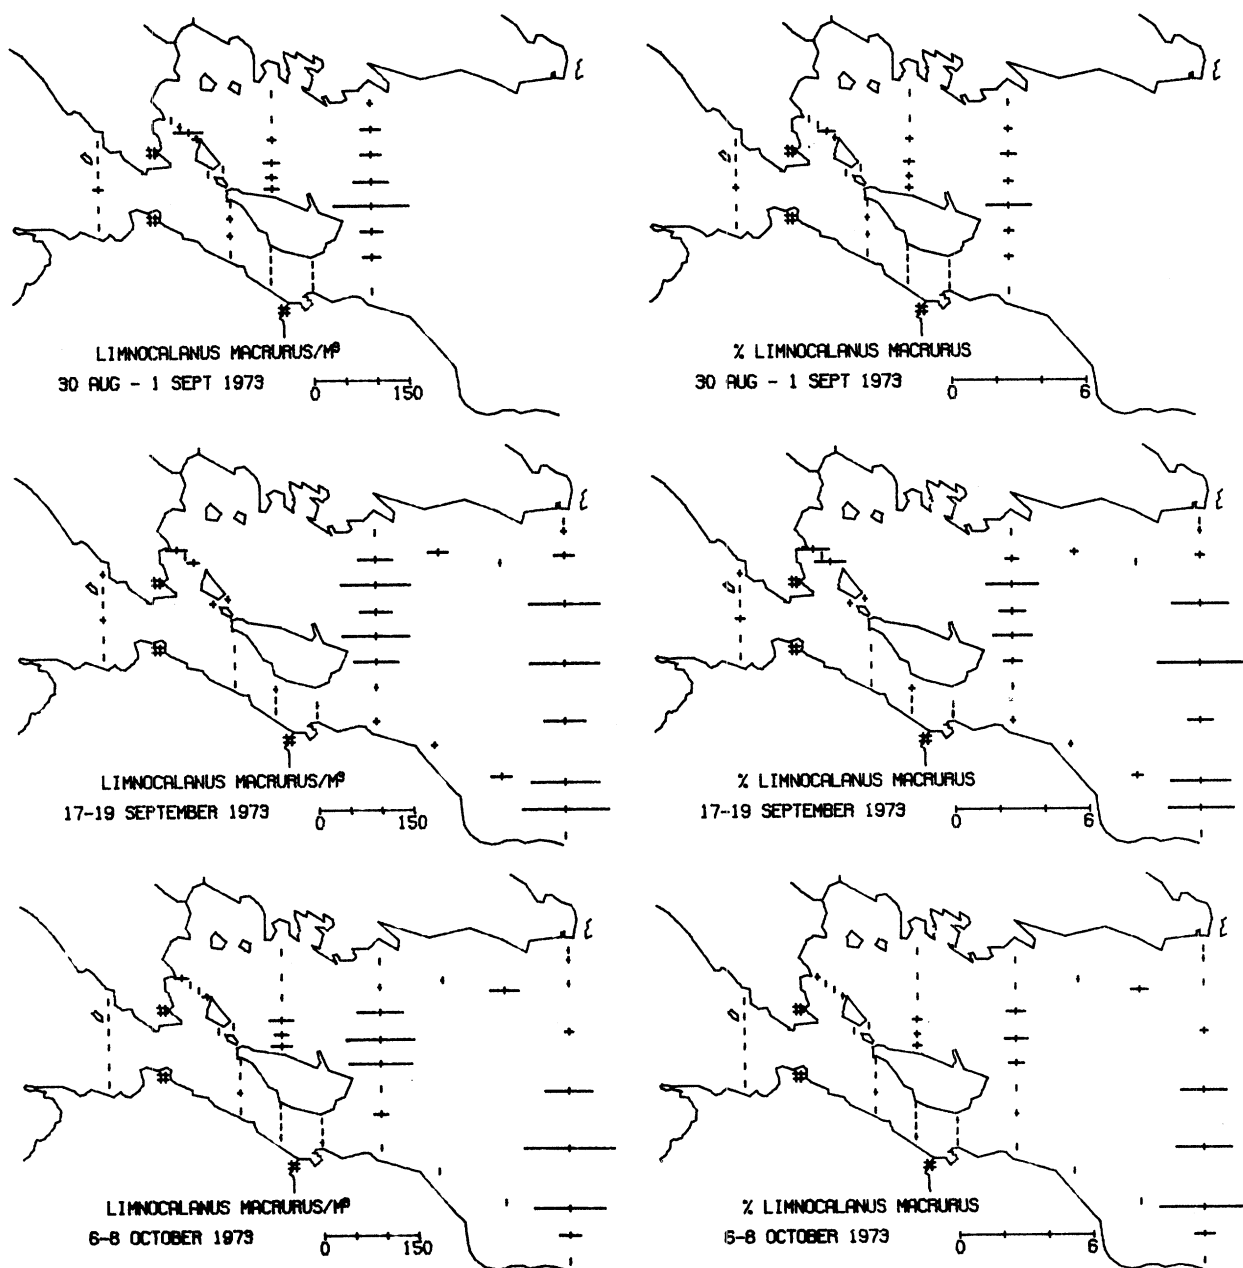 LIMNOCALANUS MACRURUS/M³
30 AUG - 1 SEPT 1973
0 150
% LIMNOCALANUS MACRURUS
30 AUG - 1 SEPT 1973
0 6
LIMNOCALANUS MACRURUS/M³
17-19 SEPTEMBER 1973
0 150
% LIMNOCALANUS MACRURUS
17-19 SEPTEMBER 1973
0 6
LIMNOCALANUS MACRURUS/M³
6-8 OCTOBER 1973
0 150
% LIMNOCALANUS MACRURUS
6-8 OCTOBER 1973
0 6